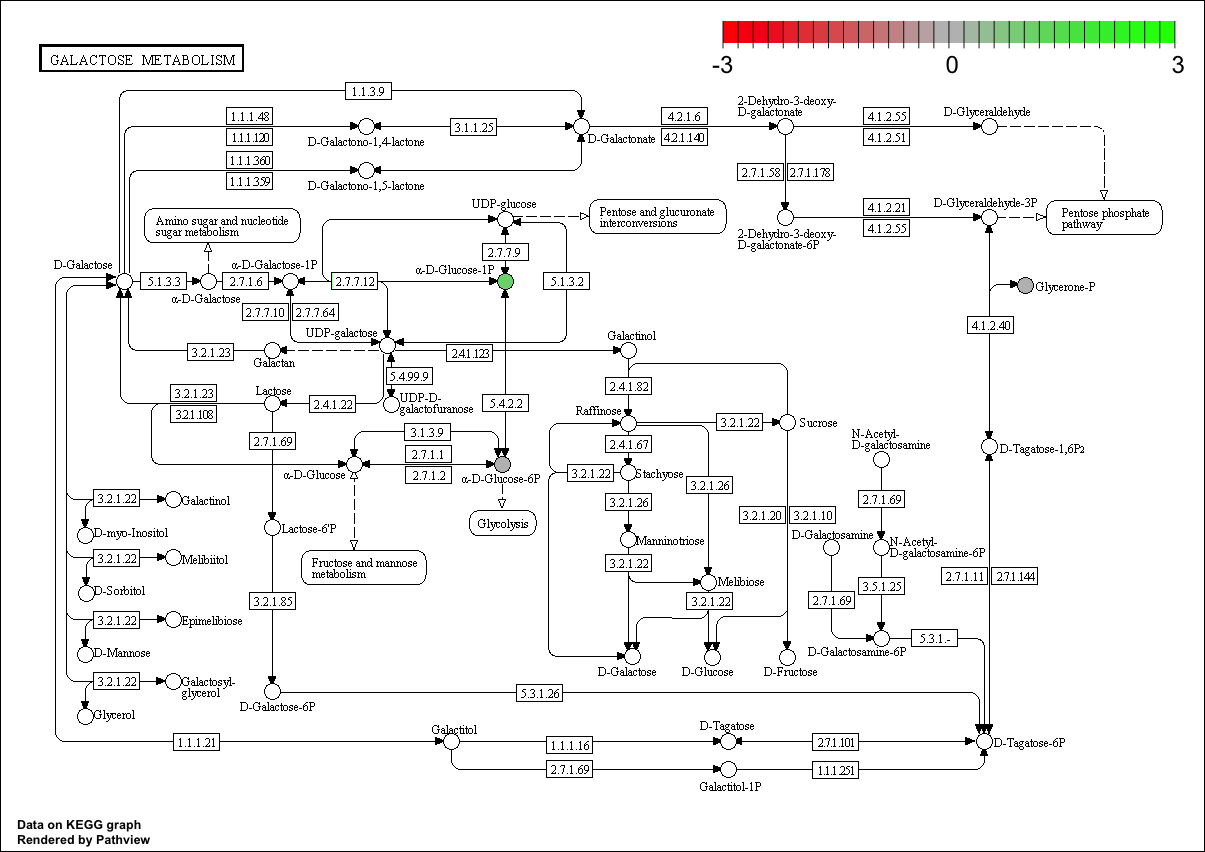 GALACTOSE METABOLISM
-3
0
3
1.1.3.9
1.1.1.48
1.1.1.120
D-Galactono-1,4-lactone
3.1.1.25
D-Galactonate
4.2.1.6
4.2.1.140
2-Dehydro-3-deoxy-
D-galactonate
4.1.2.55
4.1.2.51
D-Glyceraldehyde
1.1.1.360
1.1.1.359
D-Galactono-1,5-lactone
2.7.1.58
2.7.1.178
Amino sugar and nucleotide
sugar metabolism
UDP-glucose
Pentose and glucuronate
interconversions
2-Dehydro-3-deoxy-
D-galactonate-6P
4.1.2.21
4.1.2.55
D-Glyceraldehyde-3P
Pentose phosphate
pathway
2.7.7.9
D-Galactose
5.1.3.3
α-D-Galactose
2.7.1.6
α-D-Galactose-1P
2.7.7.12
α-D-Glucose-1P
5.1.3.2
Glycerone-P
2.7.7.10
2.7.7.64
4.1.2.40
UDP-galactose
3.2.1.23
Galactan
2.4.1.123
Galactinol
5.4.99.9
UDP-D-
galactofuranose
2.4.1.82
3.2.1.23
3.2.1.108
Lactose
2.4.1.22
5.4.2.2
Raffinose
3.2.1.22
Sucrose
2.7.1.69
3.1.3.9
2.7.1.1
2.7.1.2
α-D-Glucose
α-D-Glucose-6P
2.4.1.67
N-Acetyl-
D-galactosamine
D-Tagatose-1,6P2
3.2.1.22
Stachyose
3.2.1.26
3.2.1.26
2.7.1.69
3.2.1.22
Galactinol
D-myo-Inositol
Lactose-6'P
Glycolysis
3.2.1.20
3.2.1.10
Manninotriose
D-Galactosamine
N-Acetyl-
D-galactosamine-6P
3.2.1.22
Melibiitol
D-Sorbitol
Fructose and mannose
metabolism
3.2.1.22
Melibiose
3.5.1.25
2.7.1.11
2.7.1.144
3.2.1.85
3.2.1.22
2.7.1.69
3.2.1.22
Epimelibiose
D-Mannose
D-Galactosamine-6P
5.3.1.-
D-Galactose
D-Glucose
D-Fructose
3.2.1.22
Galactosyl-
glycerol
Glycerol
D-Galactose-6P
5.3.1.26
1.1.1.21
Galactitol
1.1.1.16
D-Tagatose
2.7.1.101
D-Tagatose-6P
2.7.1.69
Galactitol-1P
1.1.1.251
Data on KEGG graph
Rendered by Pathview